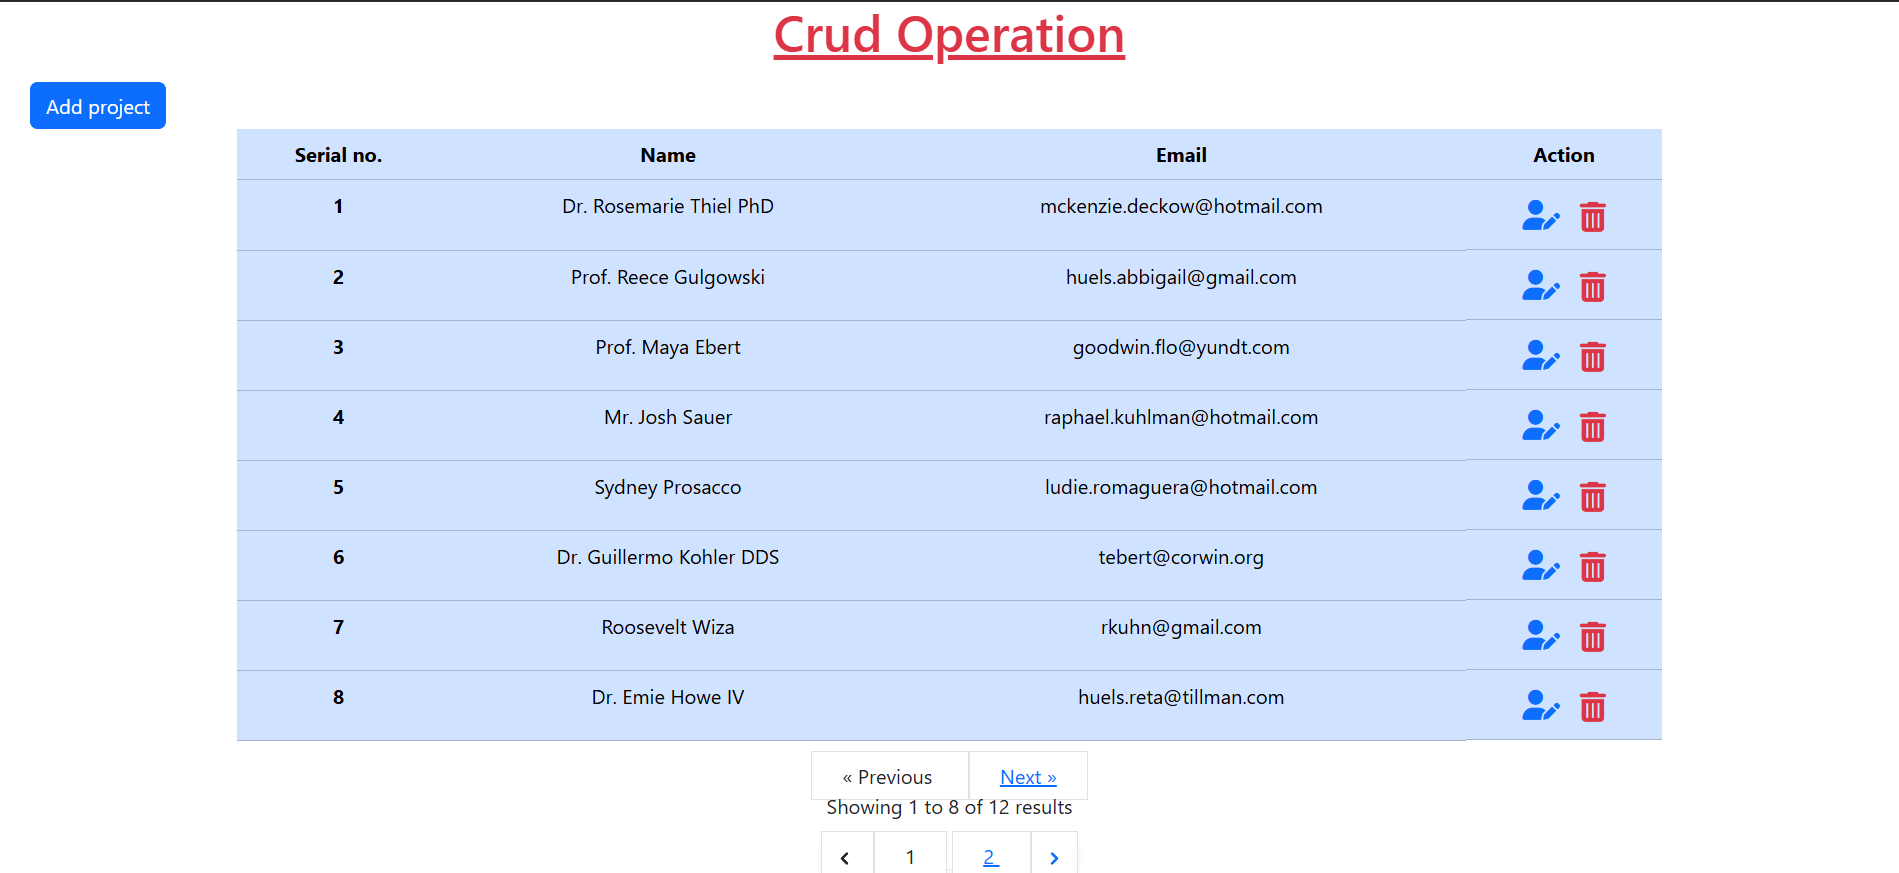 Crud Operation
Add project
Serial no. Name Email Action
1 Dr. Rosemarie Thiel PhD mckenzie.deckow@hotmail.com
2 Prof. Reece Gulgowski huels.abbigail@gmail.com
3 Prof. Maya Ebert goodwin.flo@yundt.com
4 Mr. Josh Sauer raphael.kuhlman@hotmail.com
5 Sydney Prosacco ludie.romaguera@hotmail.com
6 Dr. Guillermo Kohler DDS tebert@corwin.org
7 Roosevelt Wiza rkuhn@gmail.com
8 Dr. Emie Howe IV huels.reta@tillman.com
« Previous Next »
Showing 1 to 8 of 12 results
1 2